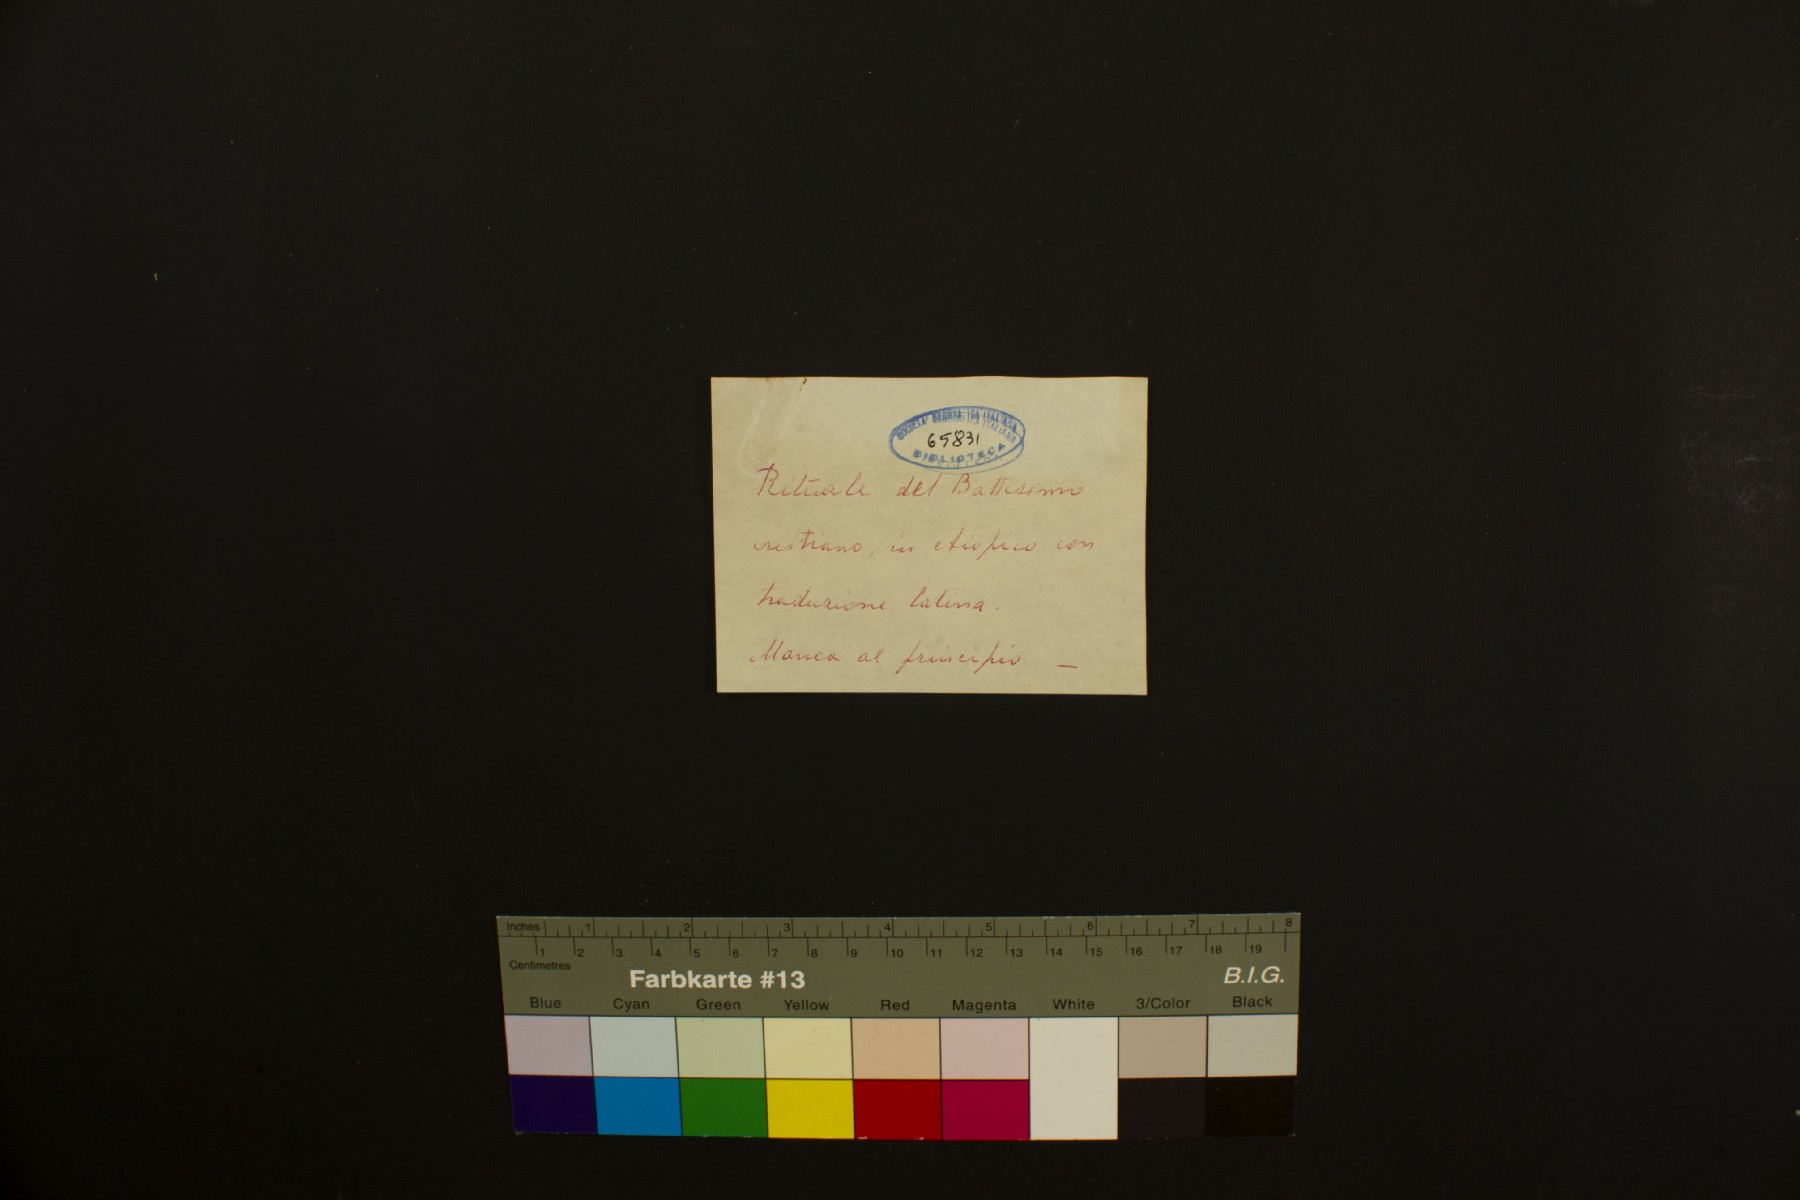 SOCIETÀ GEOGRAFICA ITALIANA
65831
BIBLIOTECA
Rituale del Battesimo
cristiano, in etiopico con
traduzione latina.
Manca al principio. —
Inches 1 2 3 4 5 6 7 8
1 2 3 4 5 6 7 8 9 10 11 12 13 14 15 16 17 18 19
Centimetres
Farbkarte #13 B.I.G.
Blue Cyan Green Yellow Red Magenta White 3/Color Black